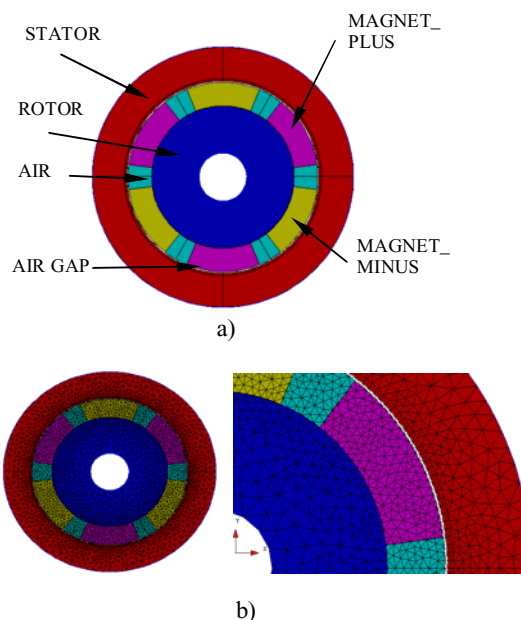 STATOR
MAGNET_
PLUS
ROTOR
AIR
MAGNET_
MINUS
AIR GAP
a)
b)